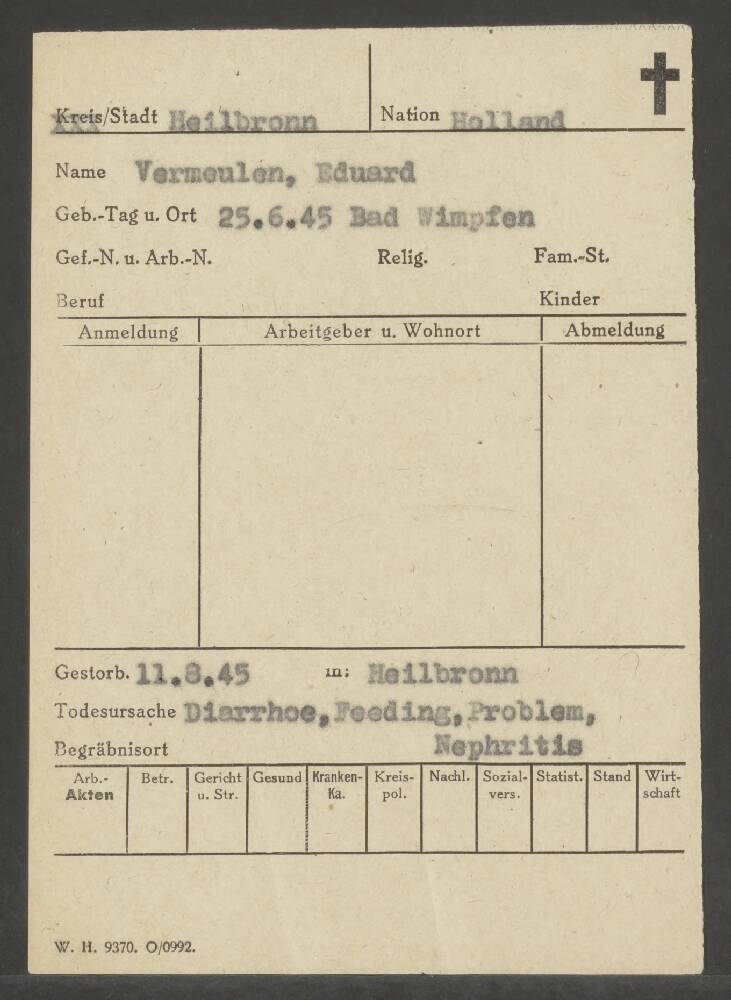 Kreis/Stadt Heilbronn Nation Holland
Name Vermeulen, Eduard
Geb.-Tag u. Ort 25.6.45 Bad Wimpfen
Gef.-N. u. Arb.-N. Relig. Fam.-St.
Beruf Kinder
Anmeldung Arbeitgeber u. Wohnort Abmeldung
Gestorb. 11.8.45 in: Heilbronn
Todesursache Diarrhoe,Feeding,Problem,
Begräbnisort Nephritis
Arb.- Betr. Gericht Gesund Kranken- Kreis- Nachl. Sozial- Statist. Stand Wirt-
Akten u. Str. Ka. pol. vers. schaft
W. H. 9370. O/0992.